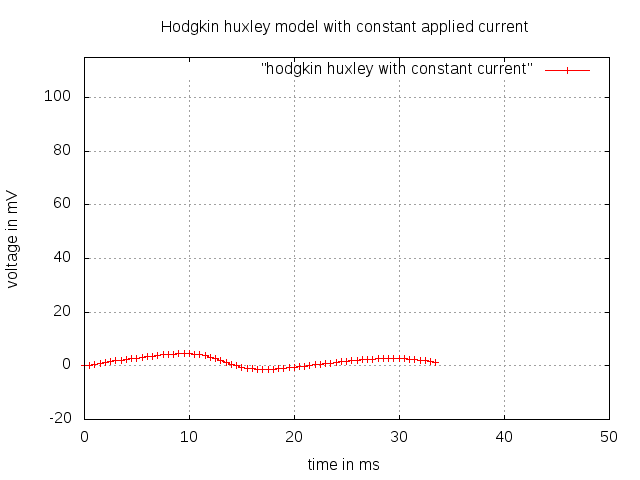 Hodgkin huxley model with constant applied current
"hodgkin huxley with constant current"
100
80
60
40
20
0
-20
voltage in mV
0 10 20 30 40 50
time in ms